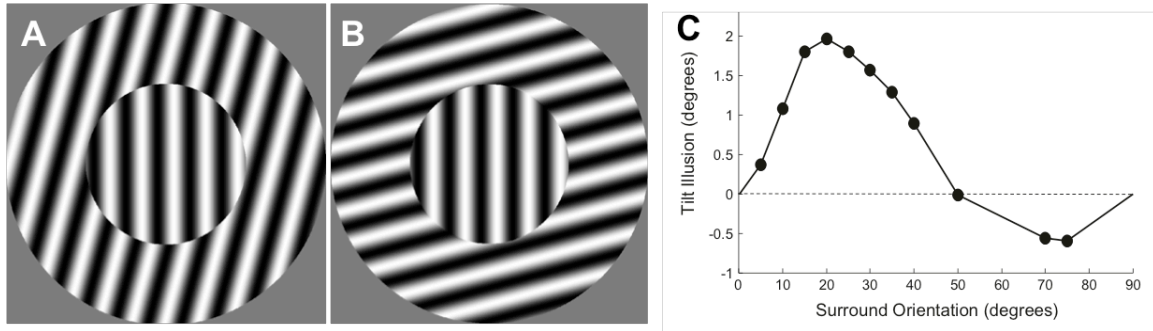 A
B
C
Tilt Illusion (degrees)
2
1.5
1
0.5
0
-0.5
-1
0 10 20 30 40 50 60 70 80 90
Surround Orientation (degrees)